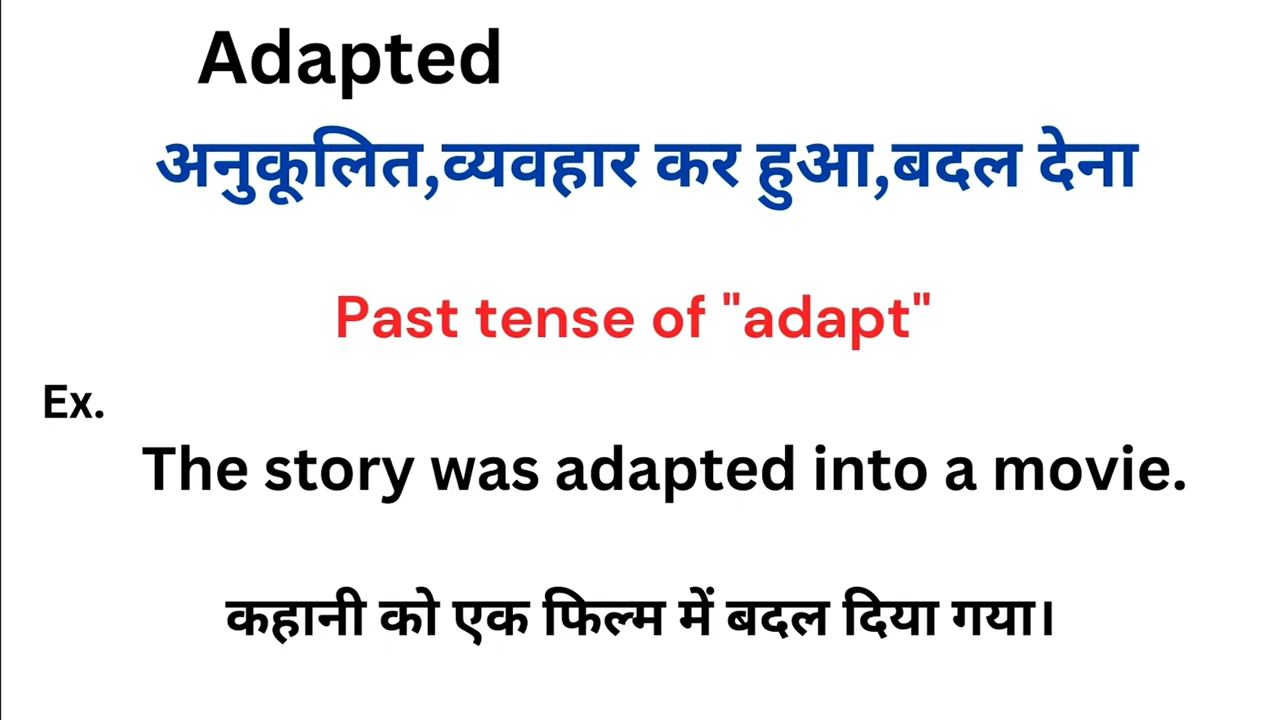 Adapted
अनुकूलित,व्यवहार कर हुआ,बदल देना
Past tense of "adapt"
Ex.
The story was adapted into a movie.
कहानी को एक फिल्म में बदल दिया गया।